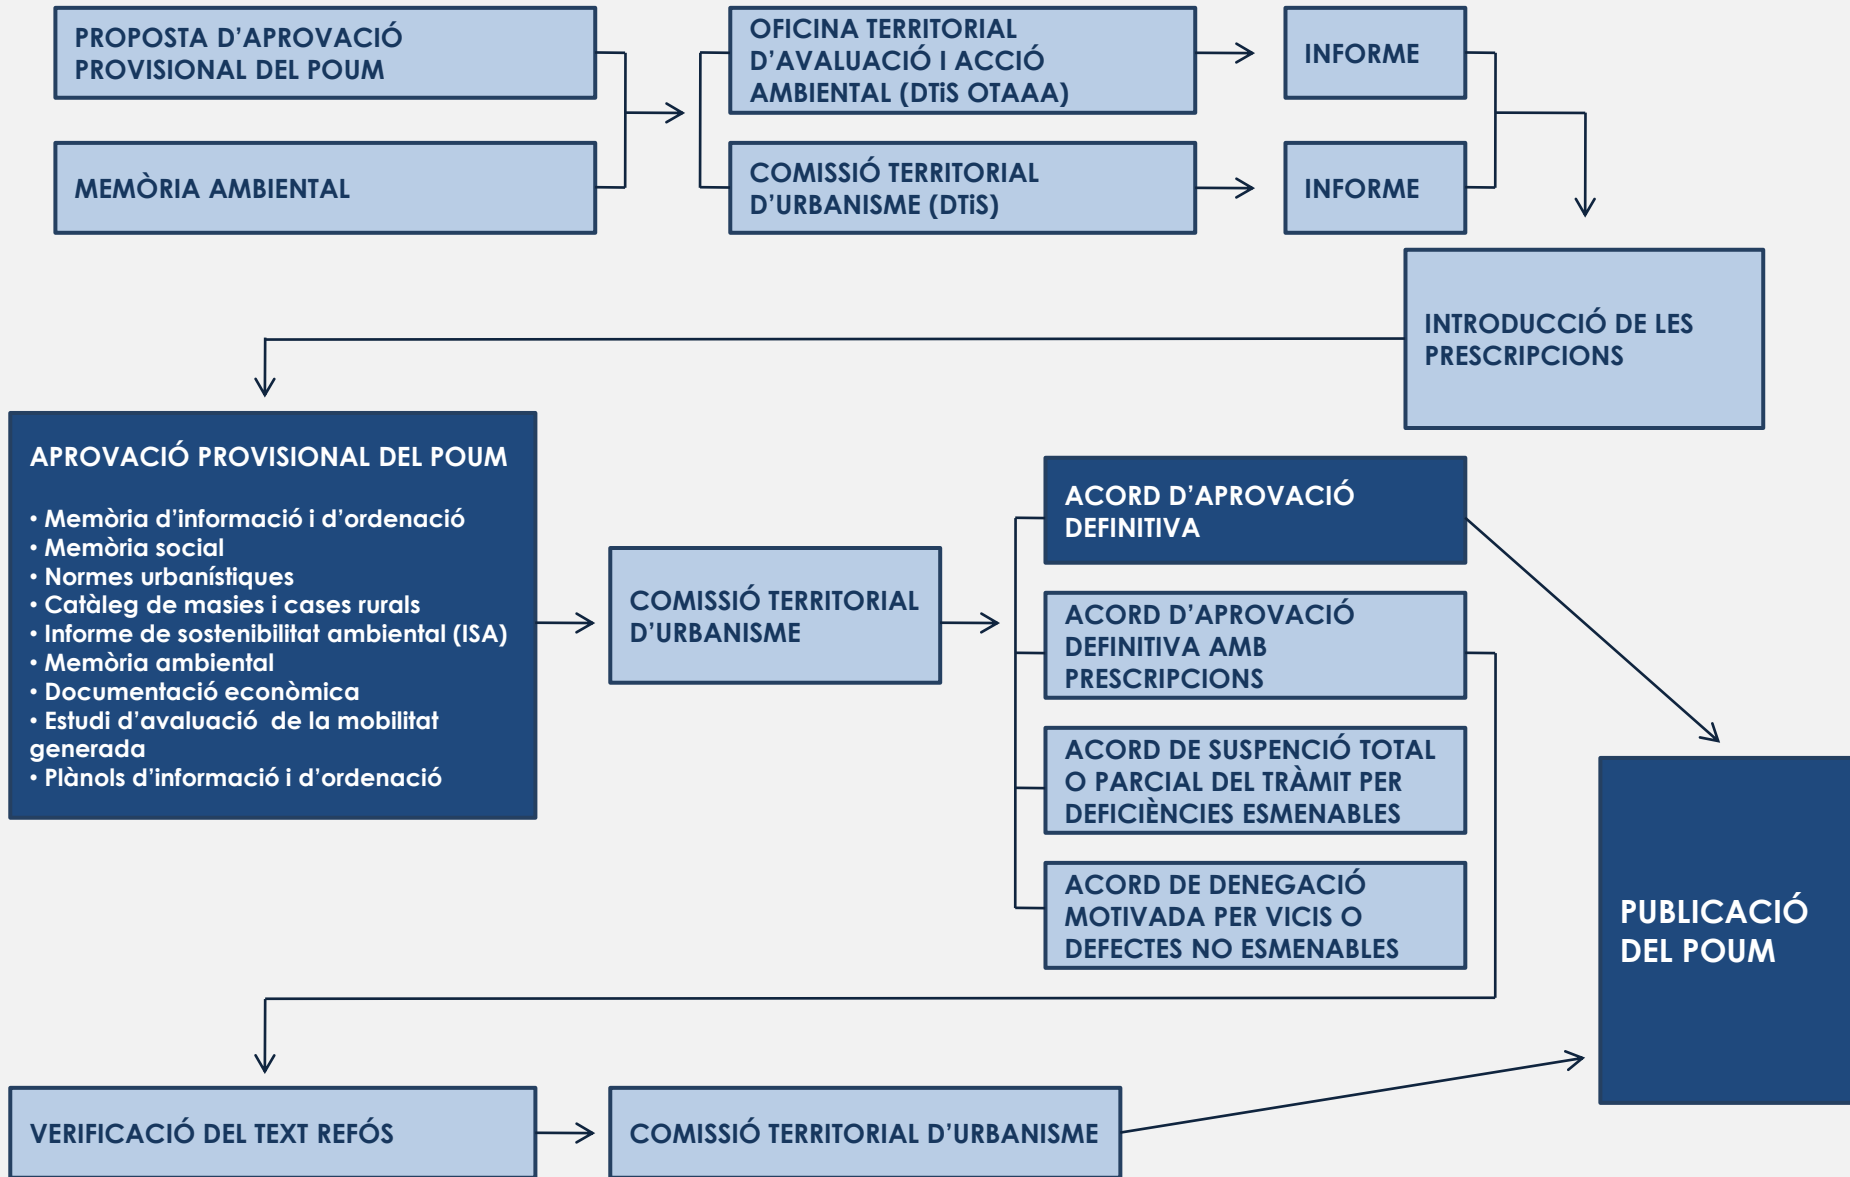 PROPOSTA D'APROVACIÓ
PROVISIONAL DEL POUM
OFICINA TERRITORIAL
D'AVALUACIÓ I ACCIÓ
AMBIENTAL (DTiS OTAAA)
INFORME
MEMÒRIA AMBIENTAL
COMISSIÓ TERRITORIAL
D'URBANISME (DTiS)
INFORME
INTRODUCCIÓ DE LES
PRESCRIPCIONS
APROVACIÓ PROVISIONAL DEL POUM
• Memòria d'informació i d'ordenació
• Memòria social
• Normes urbanístiques
• Catàleg de masies i cases rurals
• Informe de sostenibilitat ambiental (ISA)
• Memòria ambiental
• Documentació econòmica
• Estudi d'avaluació  de la mobilitat
generada
• Plànols d'informació i d'ordenació
COMISSIÓ TERRITORIAL
D'URBANISME
ACORD D'APROVACIÓ
DEFINITIVA
ACORD D'APROVACIÓ
DEFINITIVA AMB
PRESCRIPCIONS
ACORD DE SUSPENCIÓ TOTAL
O PARCIAL DEL TRÀMIT PER
DEFICIÈNCIES ESMENABLES
ACORD DE DENEGACIÓ
MOTIVADA PER VICIS O
DEFECTES NO ESMENABLES
PUBLICACIÓ
DEL POUM
VERIFICACIÓ DEL TEXT REFÓS
COMISSIÓ TERRITORIAL D'URBANISME